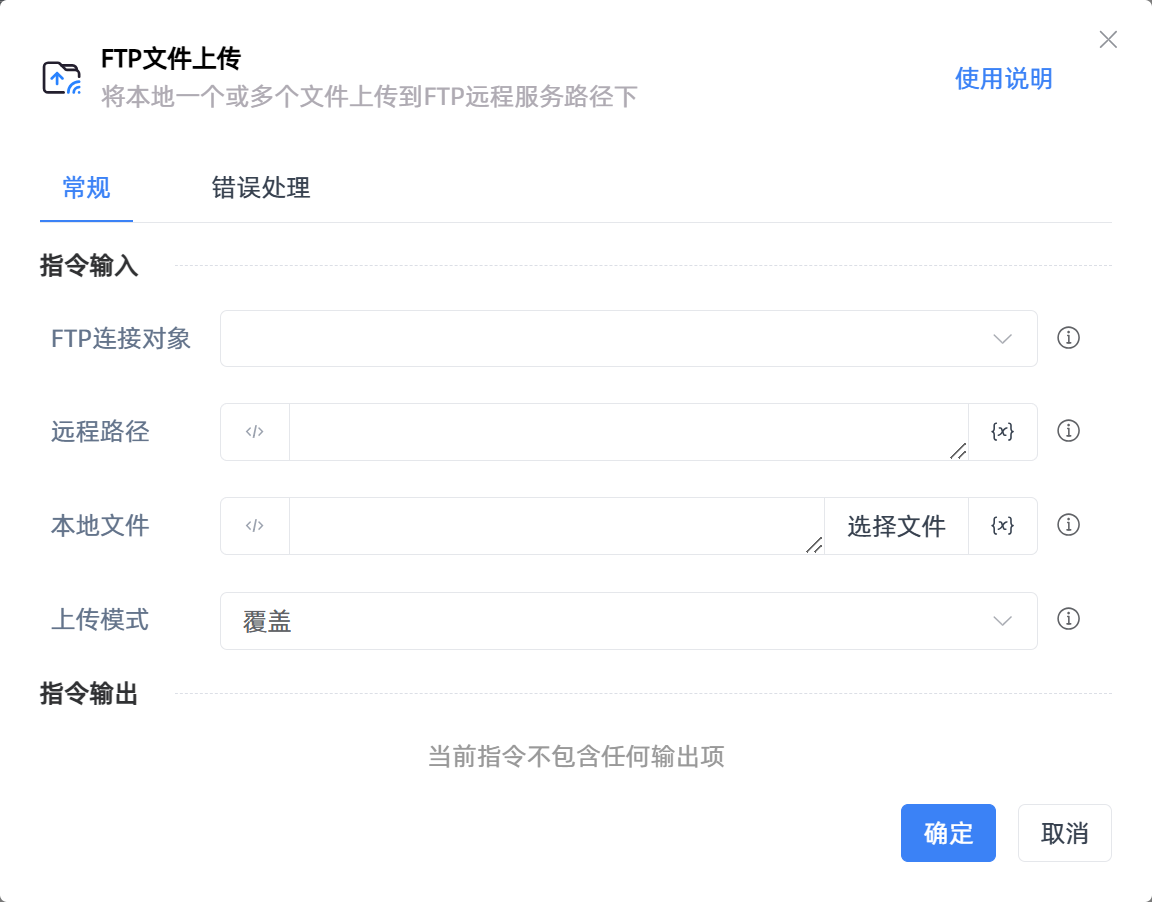 FTP文件上传
将本地一个或多个文件上传到FTP远程服务路径下
使用说明
常规 错误处理
指令输入
FTP连接对象
远程路径 </> {x}
本地文件 </> 选择文件 {x}
上传模式 覆盖
指令输出
当前指令不包含任何输出项
确定 取消